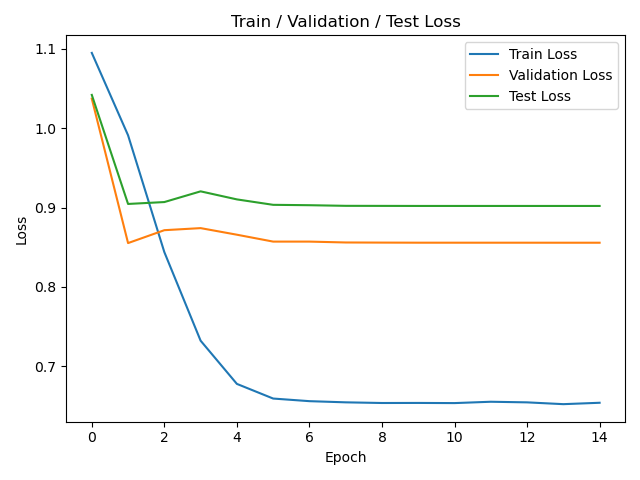 Train / Validation / Test Loss
Train Loss
Validation Loss
Test Loss
Loss
1.1
1.0
0.9
0.8
0.7
0 2 4 6 8 10 12 14
Epoch